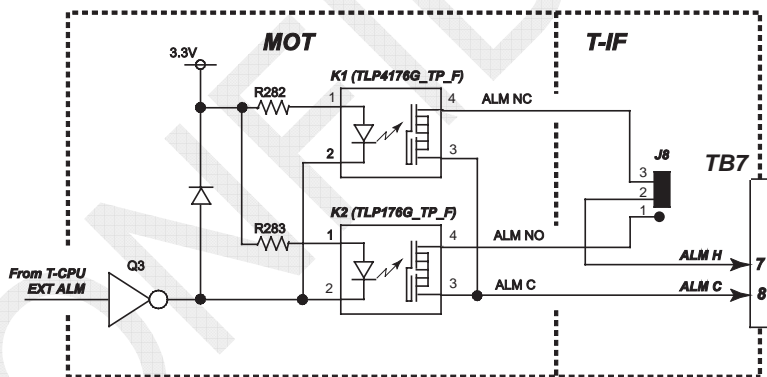 MOT
T-IF
3.3V
K1 (TLP4176G_TP_F)
R282
1
4
ALM NC
2
3
J8
TB7
3
2
1
K2 (TLP176G_TP_F)
R283
1
4
ALM NO
From T-CPU
EXT ALM
Q3
2
3
ALM C
ALM H
7
ALM C
8